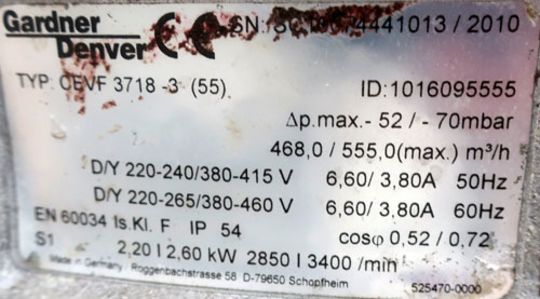 Gardner
Denver CE SN: 4441013 / 2010
TYP: CEVF 3718 -3 (55) ID:1016095555
Δp.max.- 52 / - 70mbar
468,0 / 555,0(max.) m³/h
D/Y 220-240/380-415 V 6,60/ 3,80A 50Hz
D/Y 220-265/380-460 V 6,60/ 3,80A 60Hz
EN 60034 Is.Kl. F IP 54 cosφ 0,52 / 0,72
S1 2,20 I 2,60 kW 2850 I 3400 /min
Made in Germany Roggenbachstrasse 58 D-79650 Schopfheim 525470-0000